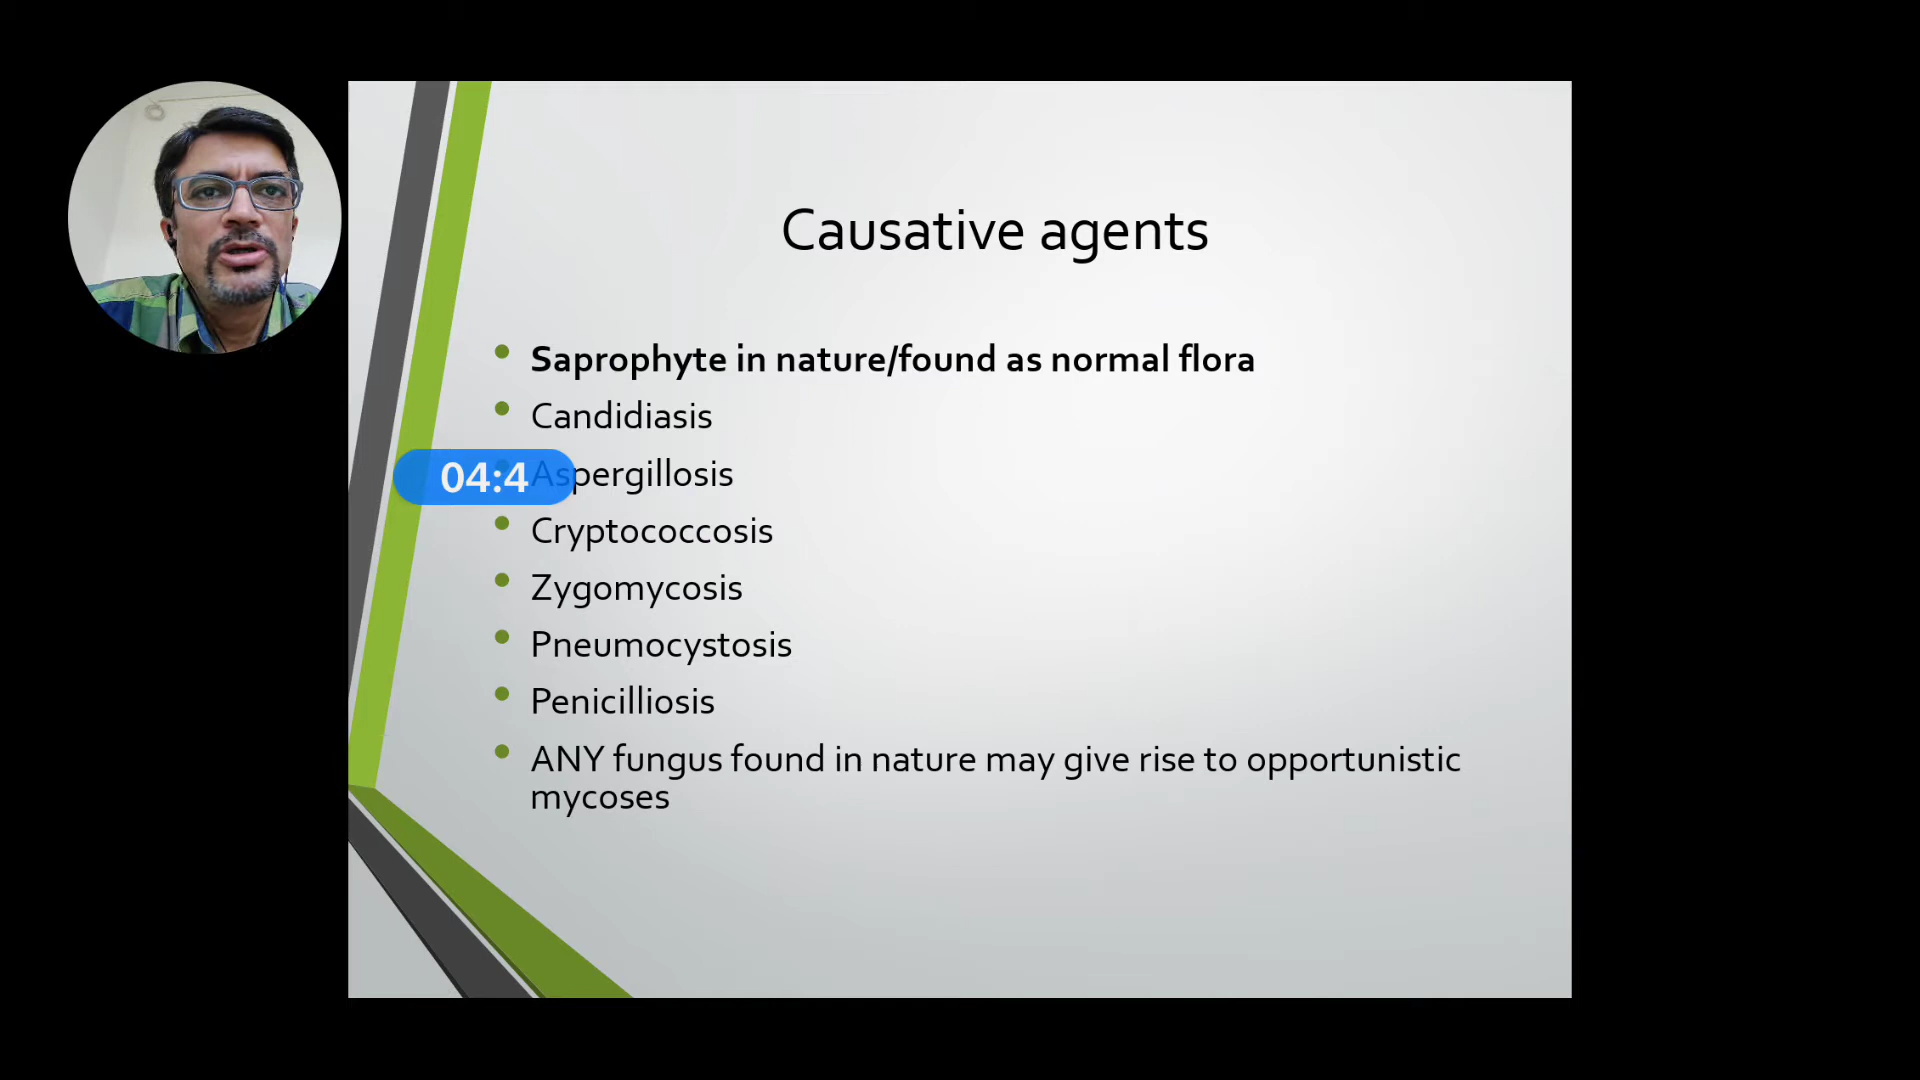 Causative agents
Saprophyte in nature/found as normal flora
Candidiasis
04:4
Aspergillosis
Cryptococcosis
Zygomycosis
Pneumocystosis
Penicilliosis
ANY fungus found in nature may give rise to opportunistic
mycoses